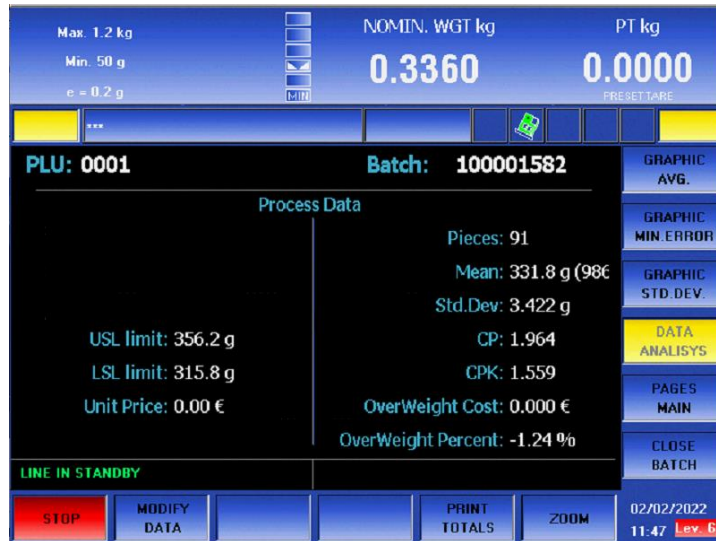 Max. 1.2 kg
NOMIN. WGT kg
PT kg
Min. 50 g
0.3360
0.0000
e = 0.2 g
MIN
PRESET TARE
***
PLU: 0001
Batch: 100001582
GRAPHIC AVG.
Process Data
Pieces: 91
GRAPHIC MIN.ERROR
Mean: 331.8 g (986
Std.Dev: 3.422 g
GRAPHIC STD.DEV.
USL limit: 356.2 g
CP: 1.964
DATA ANALISYS
LSL limit: 315.8 g
CPK: 1.559
Unit Price: 0.00 €
OverWeight Cost: 0.000 €
PAGES MAIN
OverWeight Percent: -1.24 %
CLOSE BATCH
LINE IN STANDBY
STOP
MODIFY DATA
PRINT TOTALS
ZOOM
02/02/2022
11:47 Lev. 6